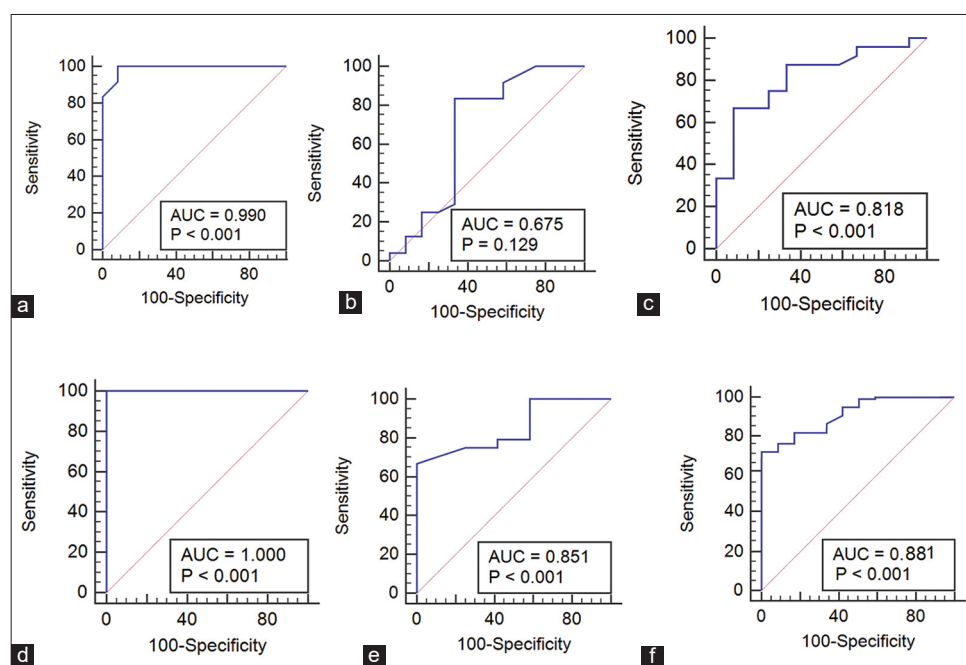 100
80
60
40
20
0
Sensitivity
AUC = 0.990
P < 0.001
0 40 80
100-Specificity
a
100
80
60
40
20
0
Sensitivity
AUC = 0.675
P = 0.129
0 40 80
100-Specificity
b
100
80
60
40
20
0
Sensitivity
AUC = 0.818
P < 0.001
0 40 80
100-Specificity
c
100
80
60
40
20
0
Sensitivity
AUC = 1.000
P < 0.001
0 40 80
100-Specificity
d
100
80
60
40
20
0
Sensitivity
AUC = 0.851
P < 0.001
0 40 80
100-Specificity
e
100
80
60
40
20
0
Sensitivity
AUC = 0.881
P < 0.001
0 40 80
100-Specificity
f